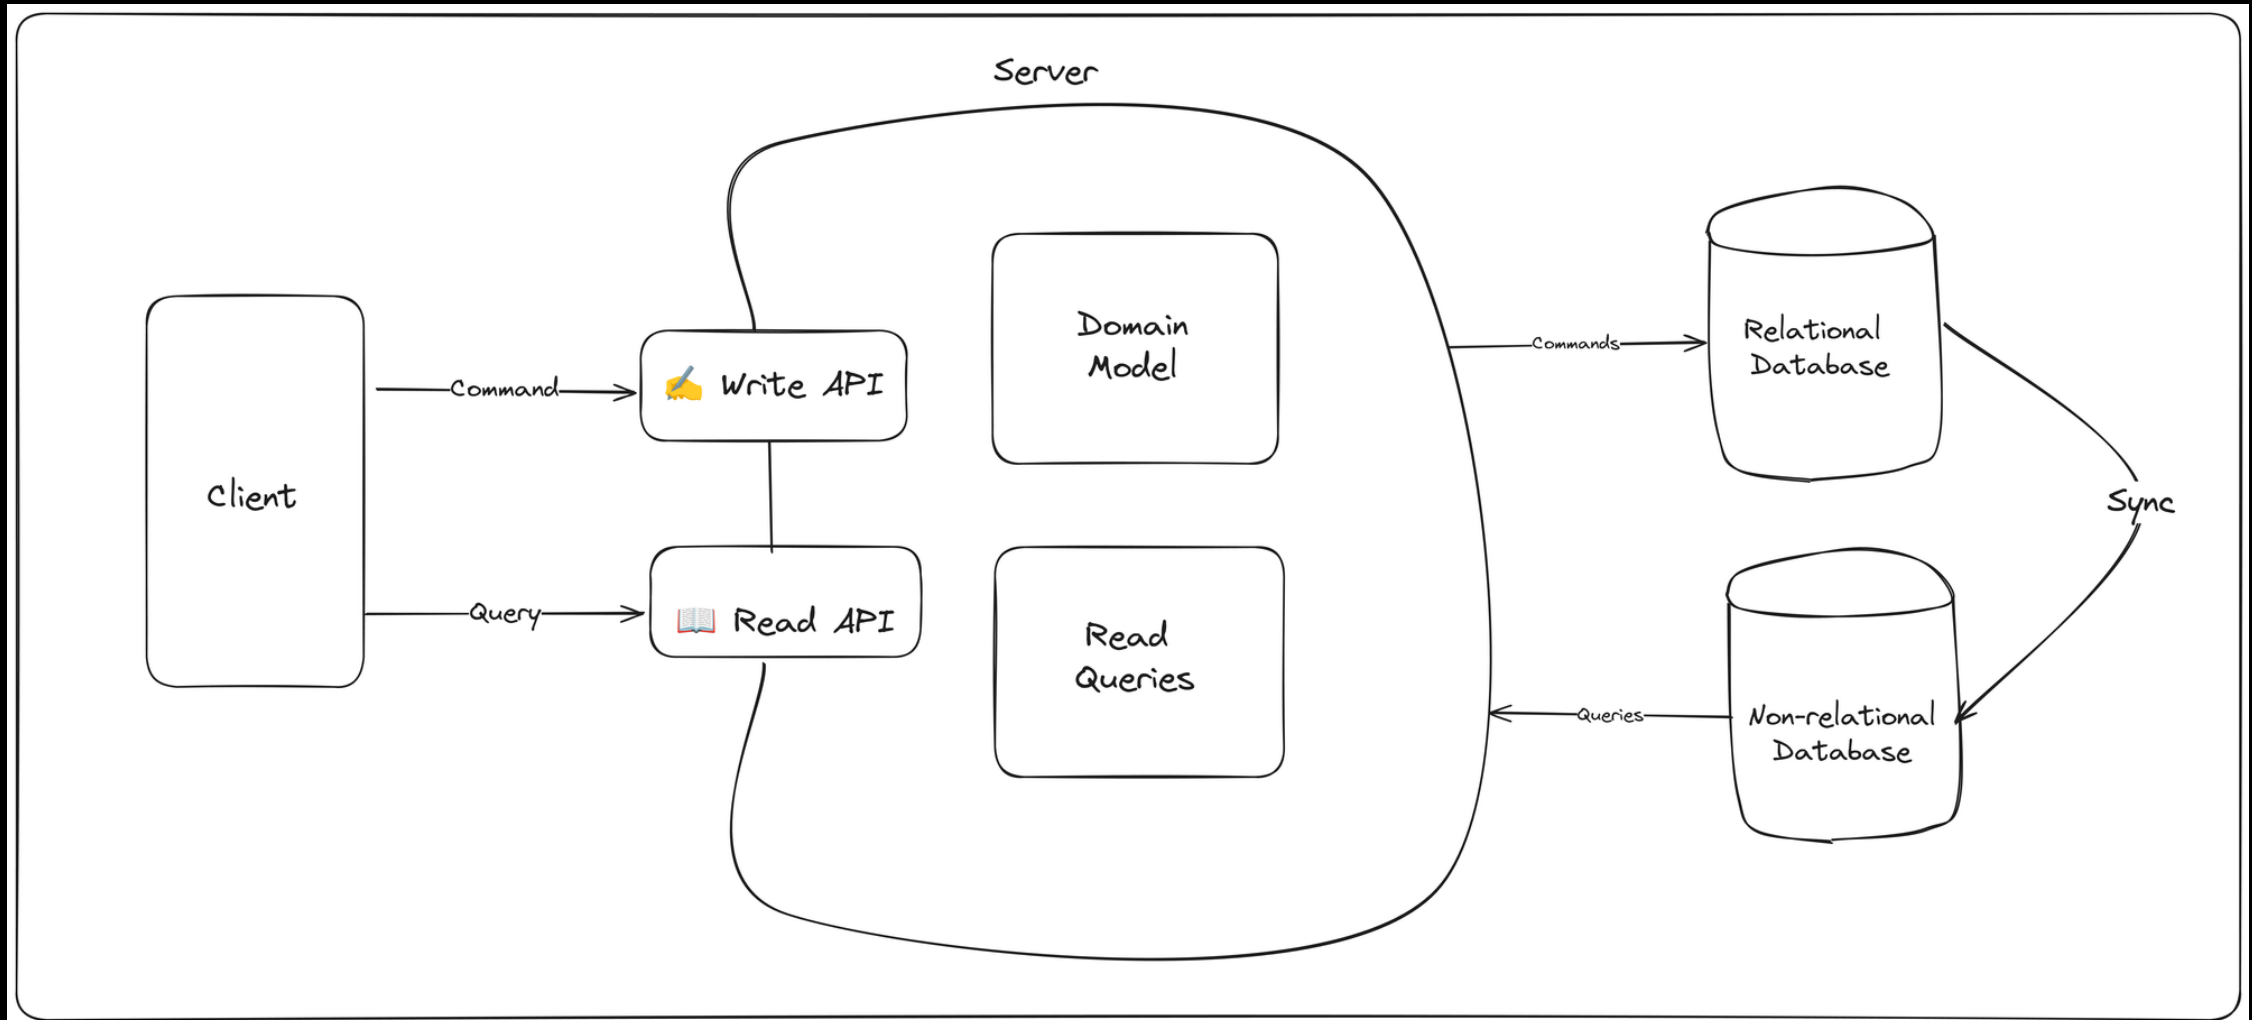 Server
Client
Command
✍️ Write API
Domain
Model
Commands
Relational
Database
Sync
Query
📖 Read API
Read
Queries
Queries
Non-relational
Database